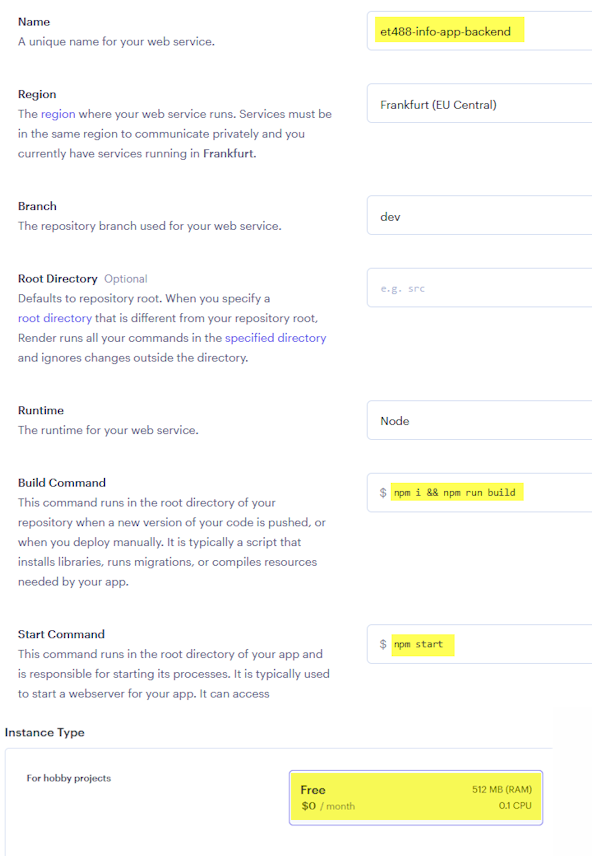 Name
A unique name for your web service.
et488-info-app-backend
Region
The region where your web service runs. Services must be
in the same region to communicate privately and you
currently have services running in Frankfurt.
Frankfurt (EU Central)
Branch
The repository branch used for your web service.
dev
Root Directory Optional
Defaults to repository root. When you specify a
root directory that is different from your repository root,
Render runs all your commands in the specified directory
and ignores changes outside the directory.
e.g. src
Runtime
The runtime for your web service.
Node
Build Command
This command runs in the root directory of your
repository when a new version of your code is pushed, or
when you deploy manually. It is typically a script that
installs libraries, runs migrations, or compiles resources
needed by your app.
$ npm i && npm run build
Start Command
This command runs in the root directory of your app and
is responsible for starting its processes. It is typically used
to start a webserver for your app. It can access
$ npm start
Instance Type
For hobby projects
Free 512 MB (RAM)
$0 / month 0.1 CPU